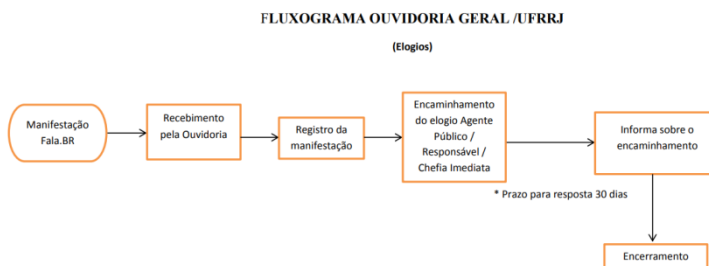 FLUXOGRAMA OUVIDORIA GERAL /UFRRJ
(Elogios)
Manifestação
Fala.BR
Recebimento
pela Ouvidoria
Registro da
manifestação
Encaminhamento
do elogio Agente
Público /
Responsável /
Chefia Imediata
Informa sobre o
encaminhamento
* Prazo para resposta 30 dias
Encerramento